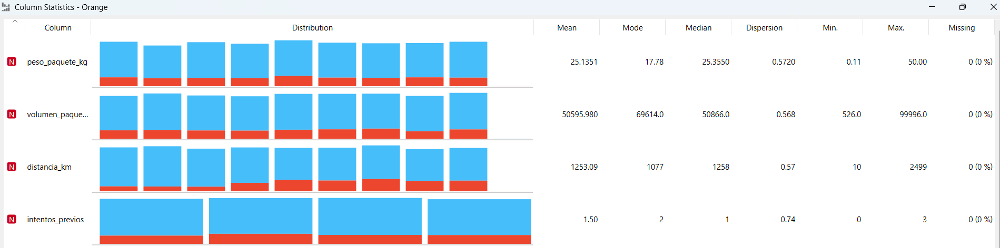 Column Statistics - Orange
Column Distribution Mean Mode Median Dispersion Min. Max. Missing
N peso_paquete_kg 25.1351 17.78 25.3550 0.5720 0.11 50.00 0 (0 %)
N volumen_paque... 50595.980 69614.0 50866.0 0.568 526.0 99996.0 0 (0 %)
N distancia_km 1253.09 1077 1258 0.57 10 2499 0 (0 %)
N intentos_previos 1.50 2 1 0.74 0 3 0 (0 %)